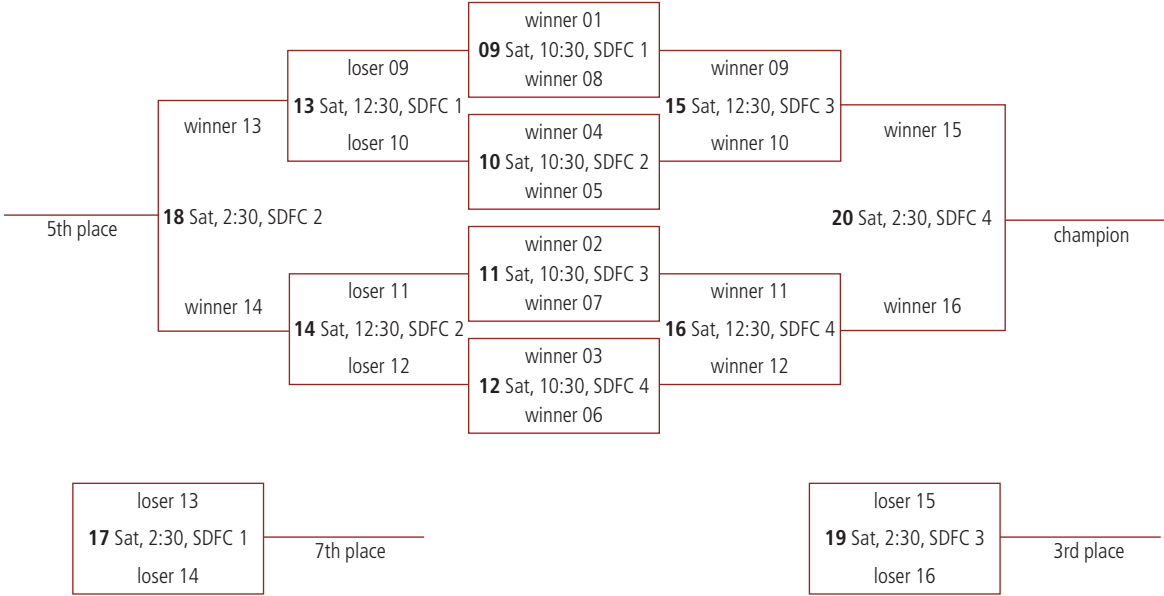 winner 01
09 Sat, 10:30, SDFC 1
winner 08
loser 09
13 Sat, 12:30, SDFC 1
loser 10
winner 09
15 Sat, 12:30, SDFC 3
winner 10
winner 04
10 Sat, 10:30, SDFC 2
winner 05
winner 13
18 Sat, 2:30, SDFC 2
winner 14
5th place
winner 15
20 Sat, 2:30, SDFC 4
winner 16
champion
winner 02
11 Sat, 10:30, SDFC 3
winner 07
loser 11
14 Sat, 12:30, SDFC 2
loser 12
winner 11
16 Sat, 12:30, SDFC 4
winner 12
winner 03
12 Sat, 10:30, SDFC 4
winner 06
loser 13
17 Sat, 2:30, SDFC 1
loser 14
7th place
loser 15
19 Sat, 2:30, SDFC 3
loser 16
3rd place